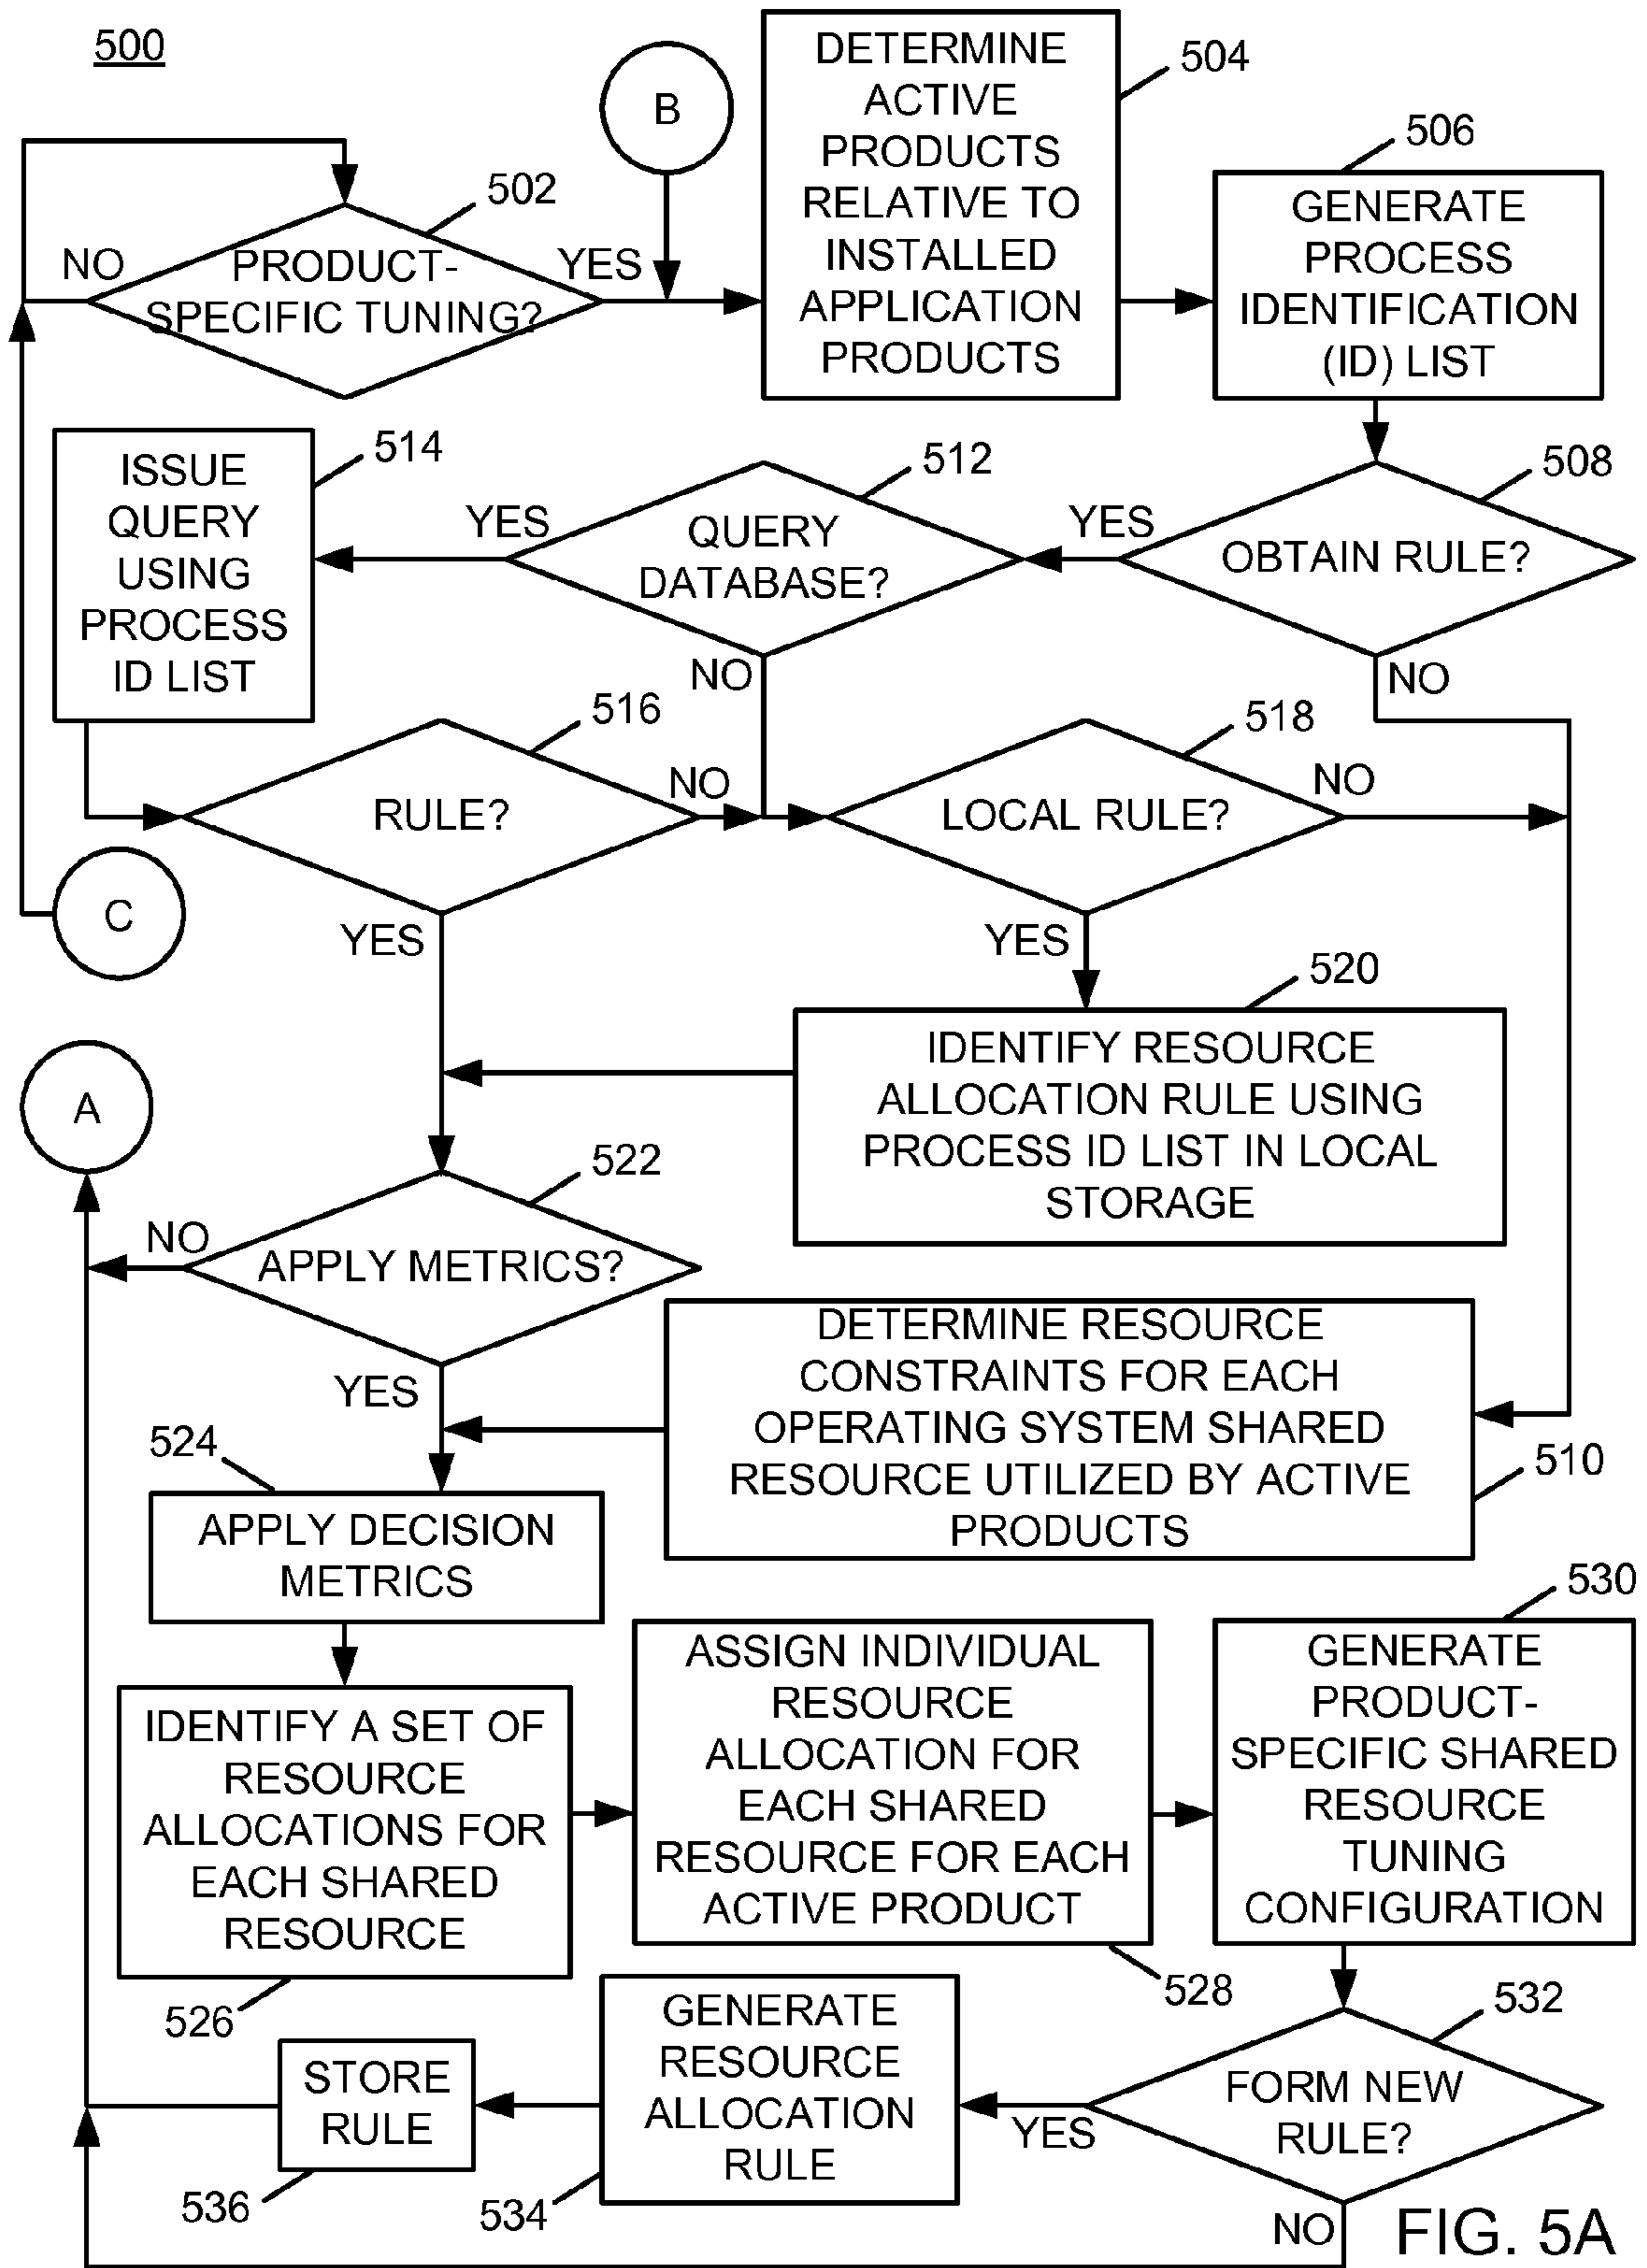 500
B
DETERMINE
ACTIVE
PRODUCTS
RELATIVE TO
INSTALLED
APPLICATION
PRODUCTS
504
506
GENERATE
PROCESS
IDENTIFICATION
(ID) LIST
502
NO
PRODUCT-
SPECIFIC TUNING?
YES
514
ISSUE
QUERY
USING
PROCESS
ID LIST
512
YES
QUERY
DATABASE?
NO
508
YES
OBTAIN RULE?
NO
516
RULE?
NO
YES
518
LOCAL RULE?
NO
YES
C
520
IDENTIFY RESOURCE
ALLOCATION RULE USING
PROCESS ID LIST IN LOCAL
STORAGE
A
522
NO
APPLY METRICS?
YES
DETERMINE RESOURCE
CONSTRAINTS FOR EACH
OPERATING SYSTEM SHARED
RESOURCE UTILIZED BY ACTIVE
PRODUCTS
510
524
APPLY DECISION
METRICS
IDENTIFY A SET OF
RESOURCE
ALLOCATIONS FOR
EACH SHARED
RESOURCE
526
ASSIGN INDIVIDUAL
RESOURCE
ALLOCATION FOR
EACH SHARED
RESOURCE FOR EACH
ACTIVE PRODUCT
528
530
GENERATE
PRODUCT-
SPECIFIC SHARED
RESOURCE
TUNING
CONFIGURATION
532
FORM NEW
RULE?
YES
NO
GENERATE
RESOURCE
ALLOCATION
RULE
534
STORE
RULE
536
FIG. 5A